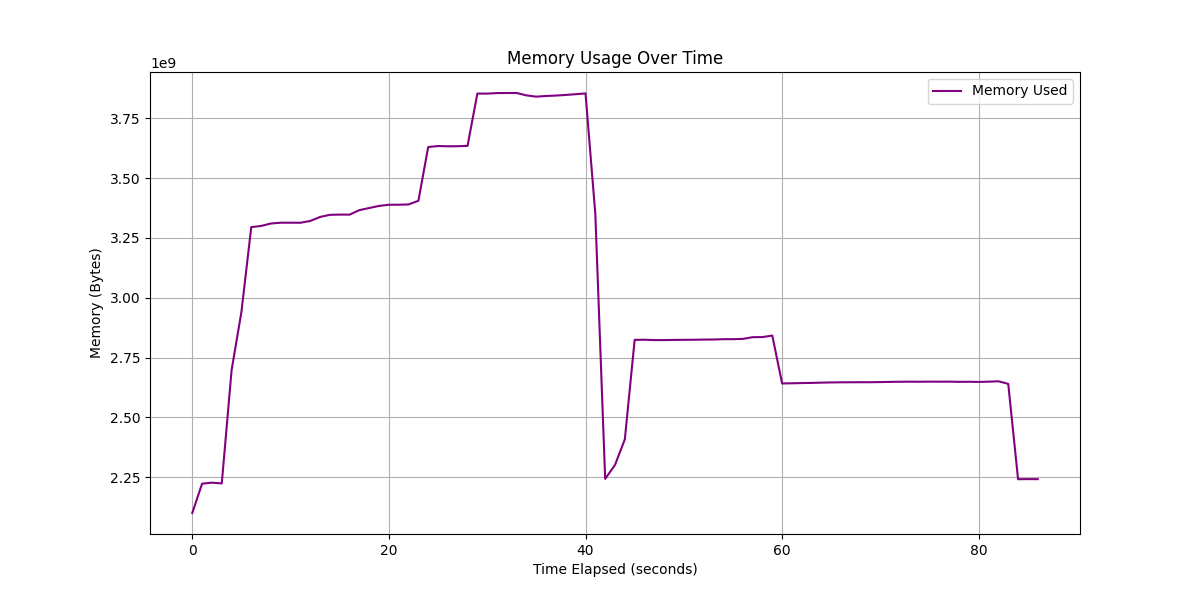 Memory Usage Over Time
1e9
Memory Used
3.75
3.50
3.25
3.00
2.75
2.50
2.25
Memory (Bytes)
0 20 40 60 80
Time Elapsed (seconds)